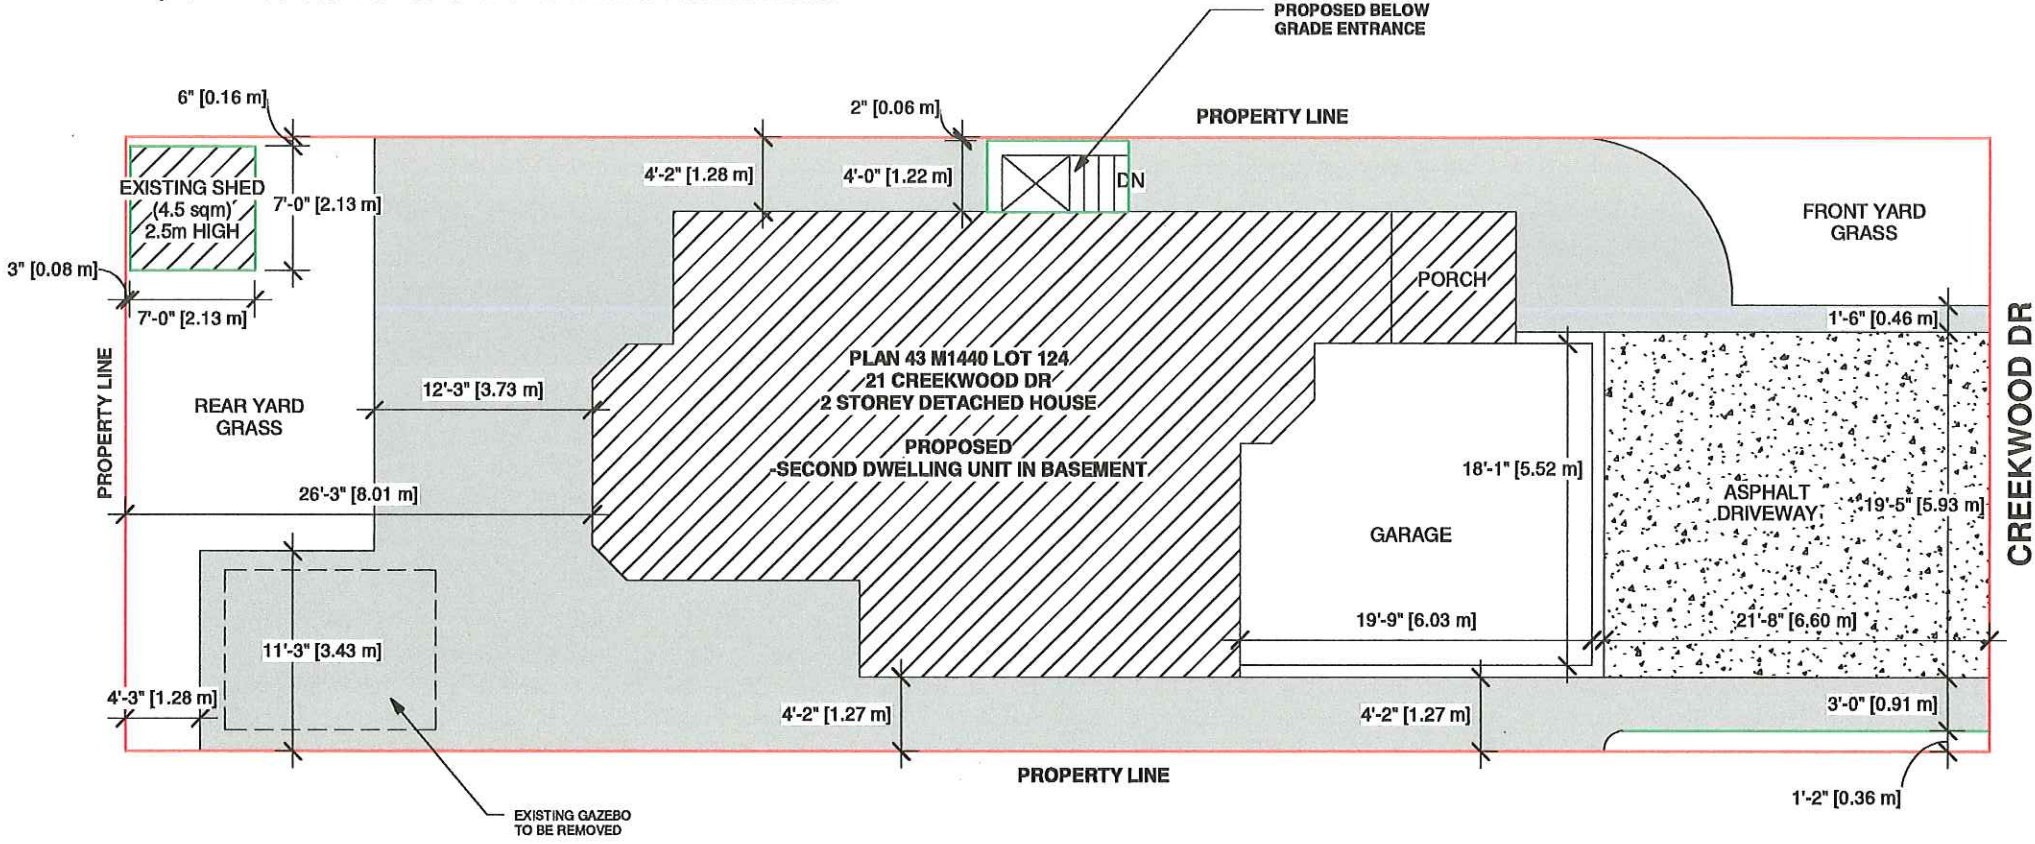 PROPOSED BELOW
GRADE ENTRANCE
6" [0.16 m]
2" [0.06 m]
PROPERTY LINE
4'-2" [1.28 m]
4'-0" [1.22 m]
DN
EXISTING SHED
(4.5 sqm)
2.5m HIGH
7'-0" [2.13 m]
FRONT YARD
GRASS
3" [0.08 m]
7'-0" [2.13 m]
PORCH
1'-6" [0.46 m]
PROPERTY LINE
REAR YARD
GRASS
12'-3" [3.73 m]
26'-3" [8.01 m]
PLAN 43 M1440 LOT 124
21 CREEKWOOD DR
2 STOREY DETACHED HOUSE
PROPOSED
-SECOND DWELLING UNIT IN BASEMENT
18'-1" [5.52 m]
GARAGE
ASPHALT
DRIVEWAY
19'-5" [5.93 m]
CREEKWOOD DR
19'-9" [6.03 m]
21'-8" [6.60 m]
11'-3" [3.43 m]
4'-3" [1.28 m]
4'-2" [1.27 m]
4'-2" [1.27 m]
3'-0" [0.91 m]
PROPERTY LINE
1'-2" [0.36 m]
EXISTING GAZEBO
TO BE REMOVED